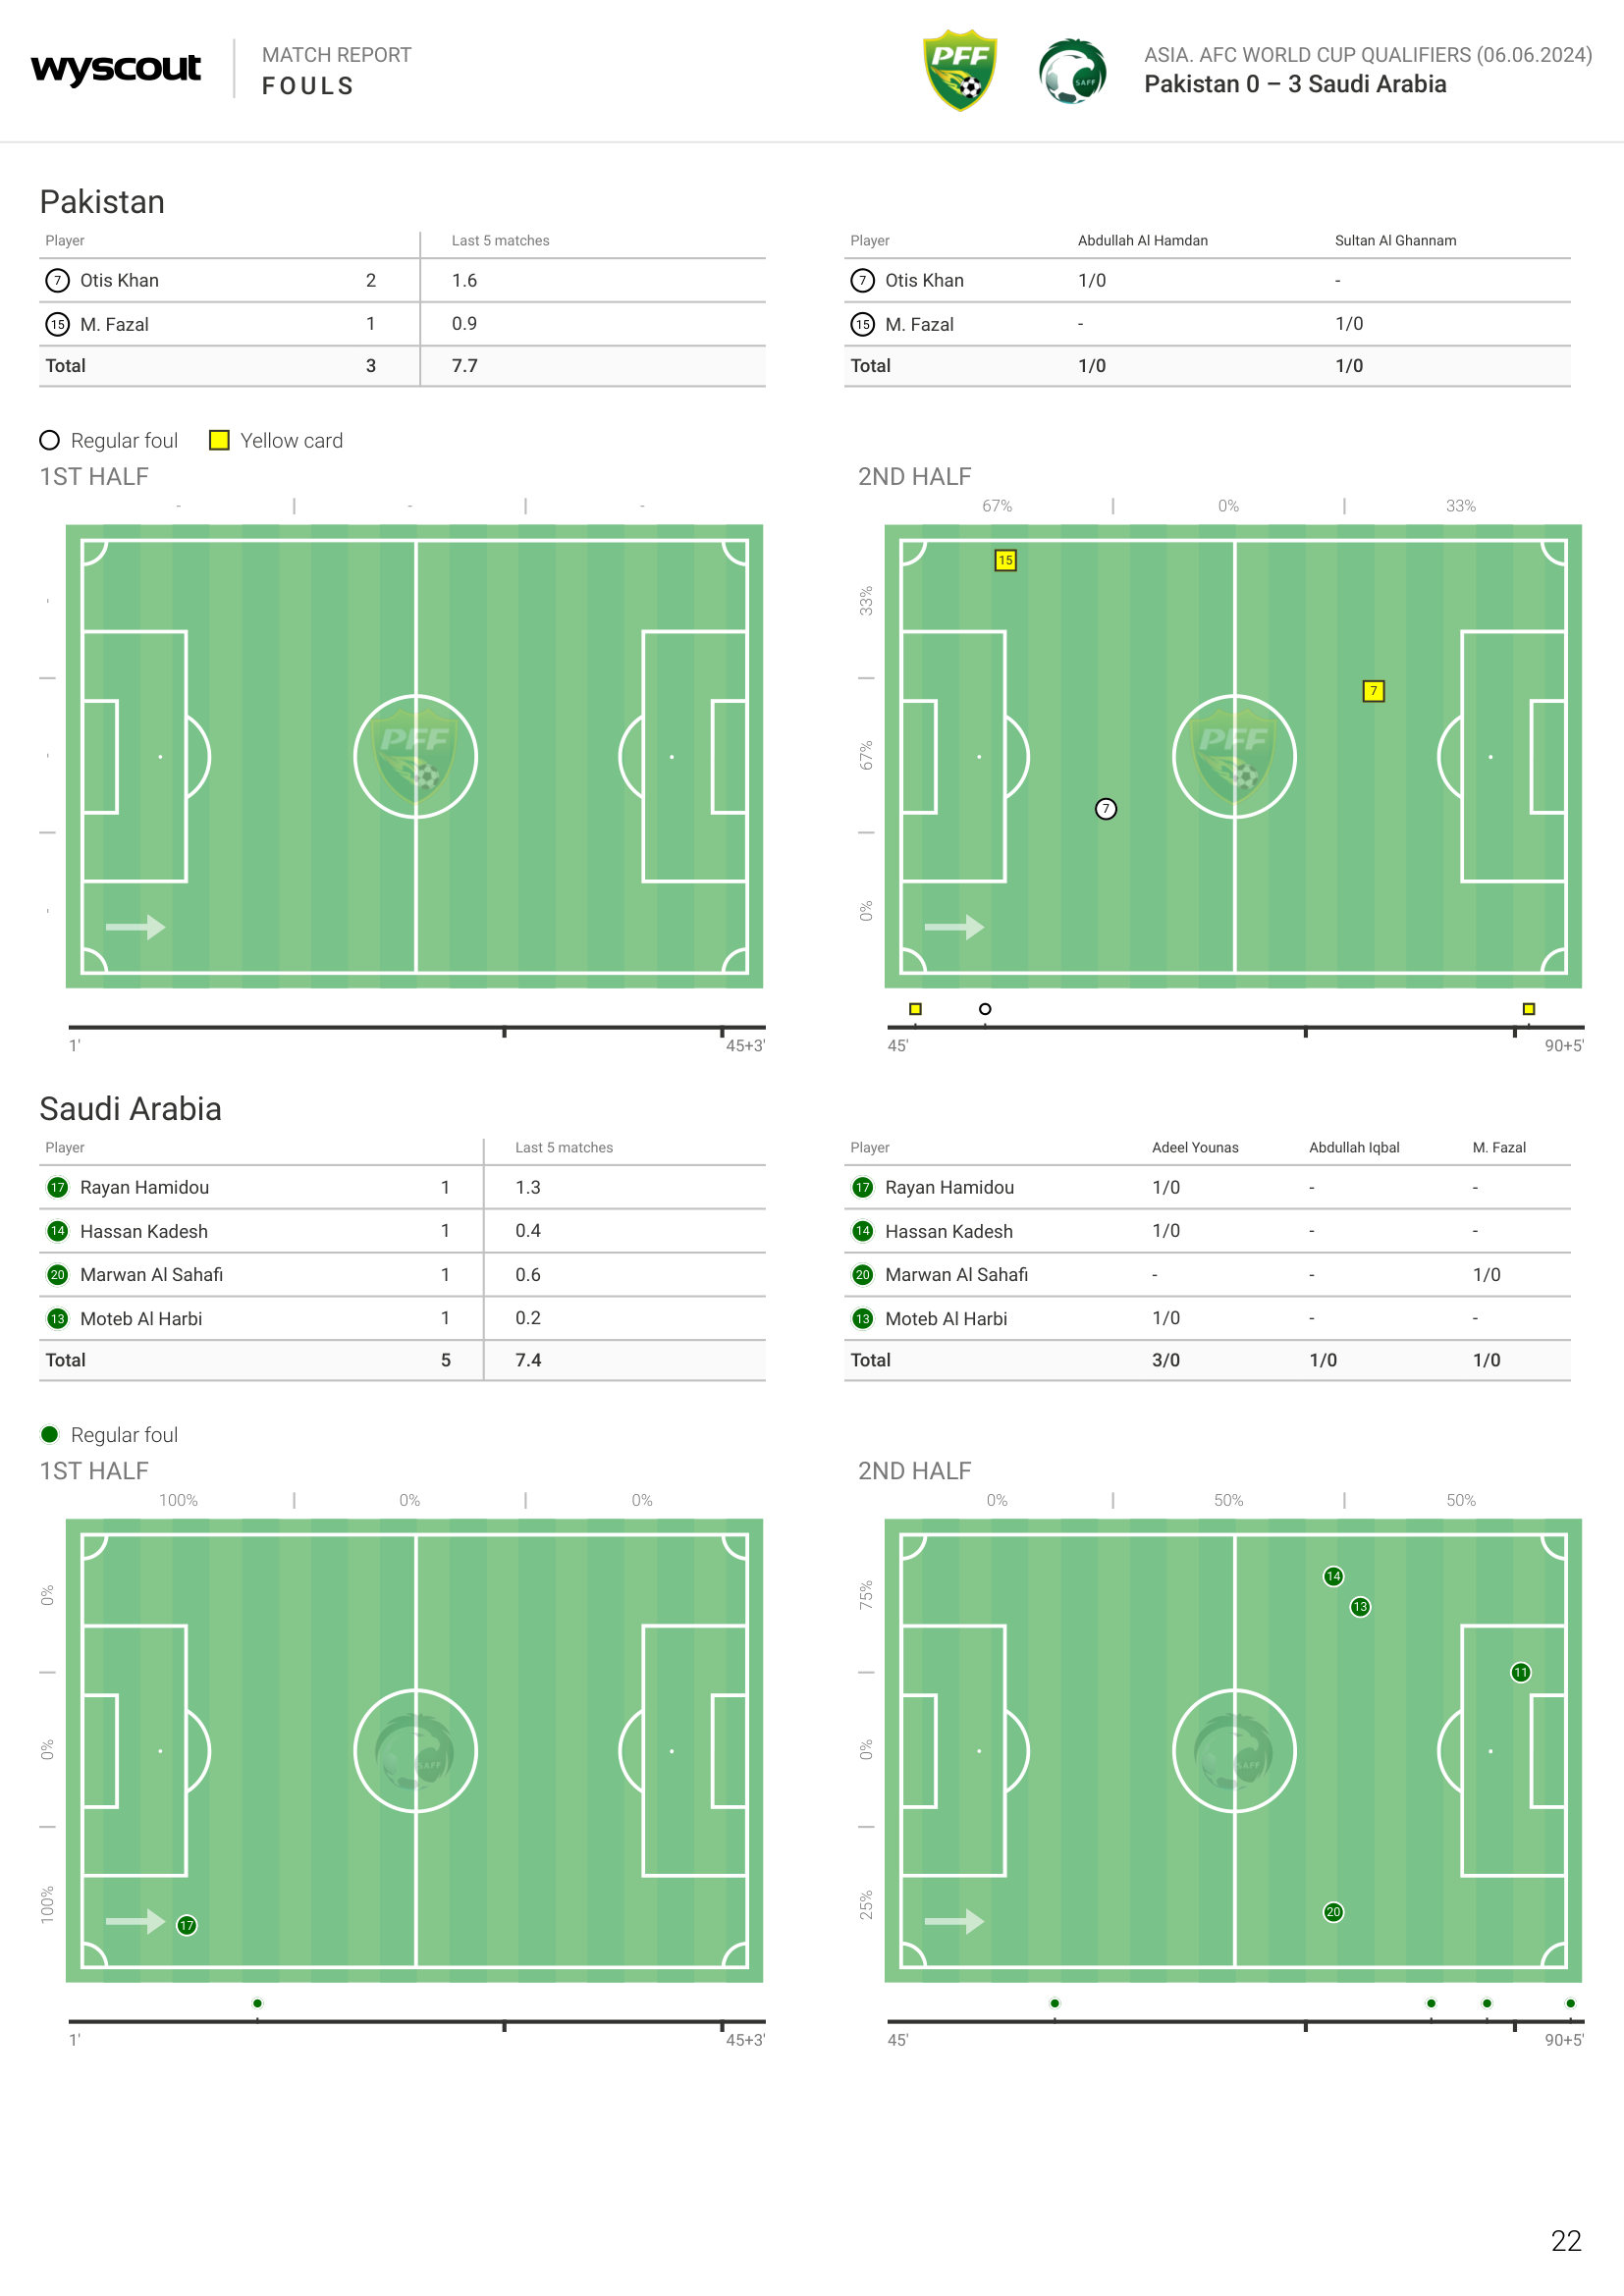 wyscout
MATCH REPORT
FOULS
PFF
SAFF
ASIA. AFC WORLD CUP QUALIFIERS (06.06.2024)
Pakistan 0 – 3 Saudi Arabia
Pakistan
Player Last 5 matches
7 Otis Khan 2 1.6
15 M. Fazal 1 0.9
Total 3 7.7
Player Abdullah Al Hamdan Sultan Al Ghannam
7 Otis Khan 1/0 -
15 M. Fazal - 1/0
Total 1/0 1/0
Regular foul Yellow card
1ST HALF
- | - | -
-
-
-
PFF
1' 45+3'
2ND HALF
67% | 0% | 33%
33%
67%
0%
15
7
PFF
7
45' 90+5'
Saudi Arabia
Player Last 5 matches
17 Rayan Hamidou 1 1.3
14 Hassan Kadesh 1 0.4
20 Marwan Al Sahafi 1 0.6
13 Moteb Al Harbi 1 0.2
Total 5 7.4
Player Adeel Younas Abdullah Iqbal M. Fazal
17 Rayan Hamidou 1/0 - -
14 Hassan Kadesh 1/0 - -
20 Marwan Al Sahafi - - 1/0
13 Moteb Al Harbi 1/0 - -
Total 3/0 1/0 1/0
Regular foul
1ST HALF
100% | 0% | 0%
0%
0%
100%
SAFF
17
1' 45+3'
2ND HALF
0% | 50% | 50%
75%
0%
25%
14
13
11
SAFF
20
45' 90+5'
22